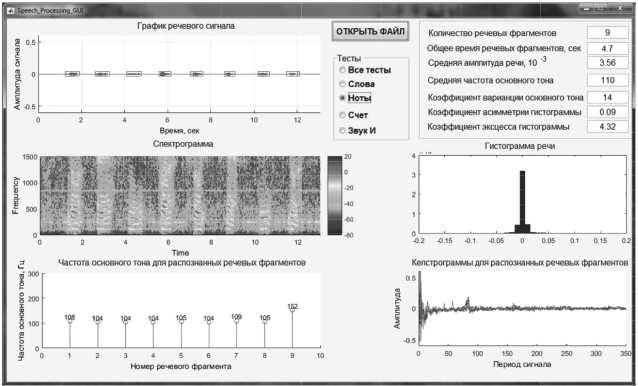 Speech_Processing_GUI
График речевого сигнала
Амплитуда сигнала
0.5
0
-0.5
0 2 4 6 8 10 12
Время, сек
ОТКРЫТЬ ФАЙЛ
Тесты
Все тесты
Слова
Ноты
Счет
Звук И
Количество речевых фрагментов 9
Общее время речевых фрагментов, сек 4.7
Средняя амплитуда речи, 10 -3 3.56
Средняя частота основного тона 110
Коэффициент вариации основного тона 14
Коэффициент асимметрии гистограммы 0.09
Коэффициент эксцесса гистограммы 4.32
Спектрограмма
Frequency
1500
1000
500
0
0 2 4 6 8 10 12
Time
20
0
-20
-40
-60
-80
Гистограмма речи
4
3
2
1
0
-0.2 -0.15 -0.1 -0.05 0 0.05 0.1 0.15 0.2
Частота основного тона для распознанных речевых фрагментов
Частота основного тона, Гц
300
200
100
0
108 104 104 104 105 104 109 105 152
0 1 2 3 4 5 6 7 8 9 10
Номер речевого фрагмента
Кепстрограммы для распознанных речевых фрагментов
Амплитуда
0.5
0
-0.5
0 50 100 150 200 250 300 350
Период сигнала